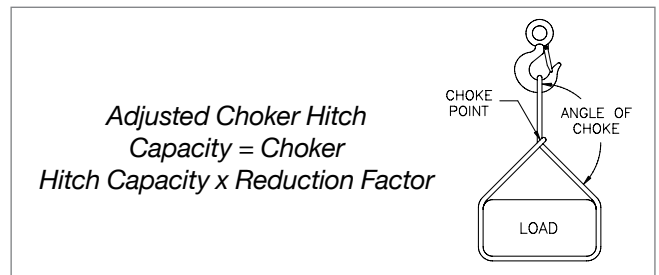 Adjusted Choker Hitch
Capacity = Choker
Hitch Capacity x Reduction Factor
CHOKE
POINT
ANGLE OF
CHOKE
LOAD